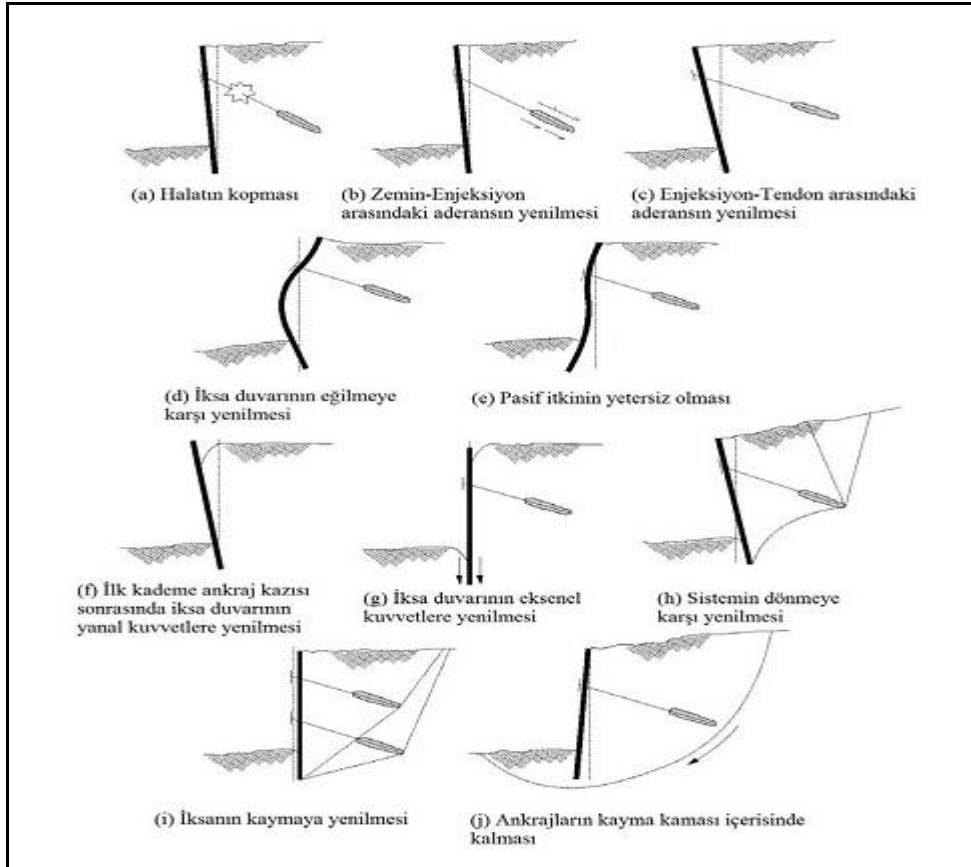 (a) Halatın kopması
(b) Zemin-Enjeksiyon
arasındaki aderansın yenilmesi
(c) Enjeksiyon-Tendon arasındaki
aderansın yenilmesi
(d) İksa duvarının eğilmeye
karşı yenilmesi
(e) Pasif itkinin yetersiz olması
(f) İlk kademe ankraj kazısı
sonrasında iksa duvarının
yanal kuvvetlere yenilmesi
(g) İksa duvarının eksenel
kuvvetlere yenilmesi
(h) Sistemin dönmeye
karşı yenilmesi
(i) İksanın kaymaya yenilmesi
(j) Ankrajların kayma kaması içerisinde
kalması